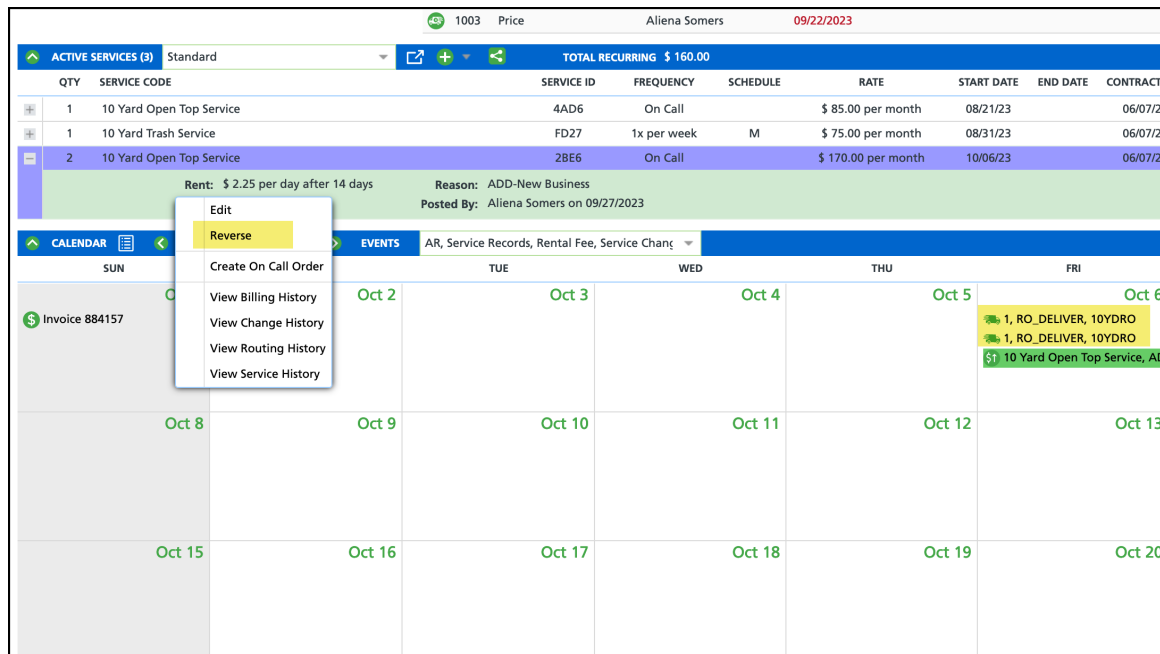 1003 Price Aliena Somers 09/22/2023
ACTIVE SERVICES (3) Standard TOTAL RECURRING $ 160.00
QTY SERVICE CODE SERVICE ID FREQUENCY SCHEDULE RATE START DATE END DATE CONTRACT
1 10 Yard Open Top Service 4AD6 On Call $ 85.00 per month 08/21/23 06/07/2
1 10 Yard Trash Service FD27 1x per week M $ 75.00 per month 08/31/23 06/07/2
2 10 Yard Open Top Service 2BE6 On Call $ 170.00 per month 10/06/23 06/07/2
Rent: $ 2.25 per day after 14 days Reason: ADD-New Business
Posted By: Aliena Somers on 09/27/2023
Edit
Reverse
Create On Call Order
View Billing History
View Change History
View Routing History
View Service History
CALENDAR EVENTS AR, Service Records, Rental Fee, Service Chang
SUN TUE WED THU FRI
Oct 2 Oct 3 Oct 4 Oct 5 Oct 6
Invoice 884157 1, RO_DELIVER, 10YDRO
1, RO_DELIVER, 10YDRO
10 Yard Open Top Service, AD
Oct 8 Oct 9 Oct 10 Oct 11 Oct 12 Oct 13
Oct 15 Oct 16 Oct 17 Oct 18 Oct 19 Oct 20